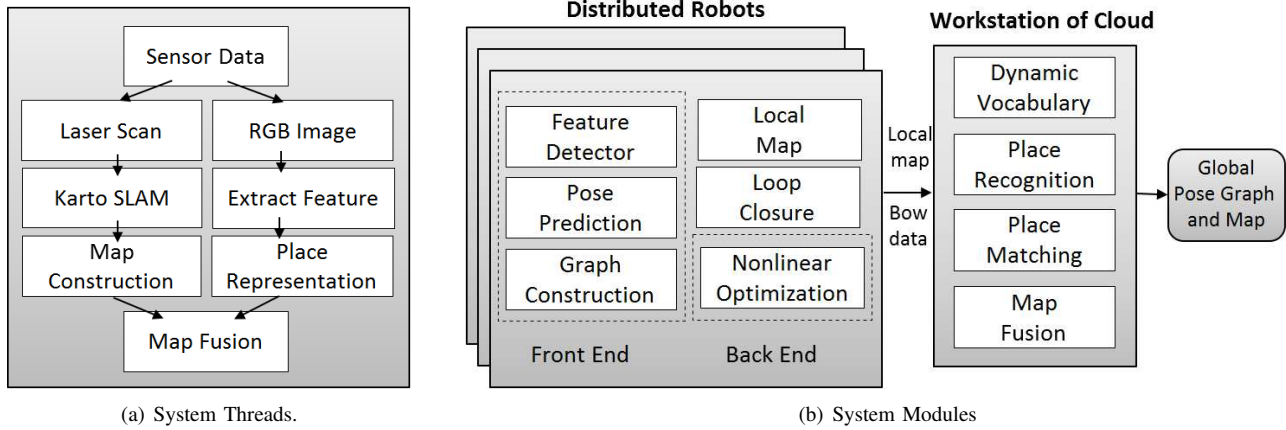 Sensor Data
Laser Scan
RGB Image
Karto SLAM
Extract Feature
Map
Construction
Place
Representation
Map Fusion
(a) System Threads.
Distributed Robots
Feature
Detector
Pose
Prediction
Graph
Construction
Front End
Local
Map
Loop
Closure
Nonlinear
Optimization
Back End
Local
map
Bow
data
Workstation of Cloud
Dynamic
Vocabulary
Place
Recognition
Place
Matching
Map
Fusion
Global
Pose Graph
and Map
(b) System Modules